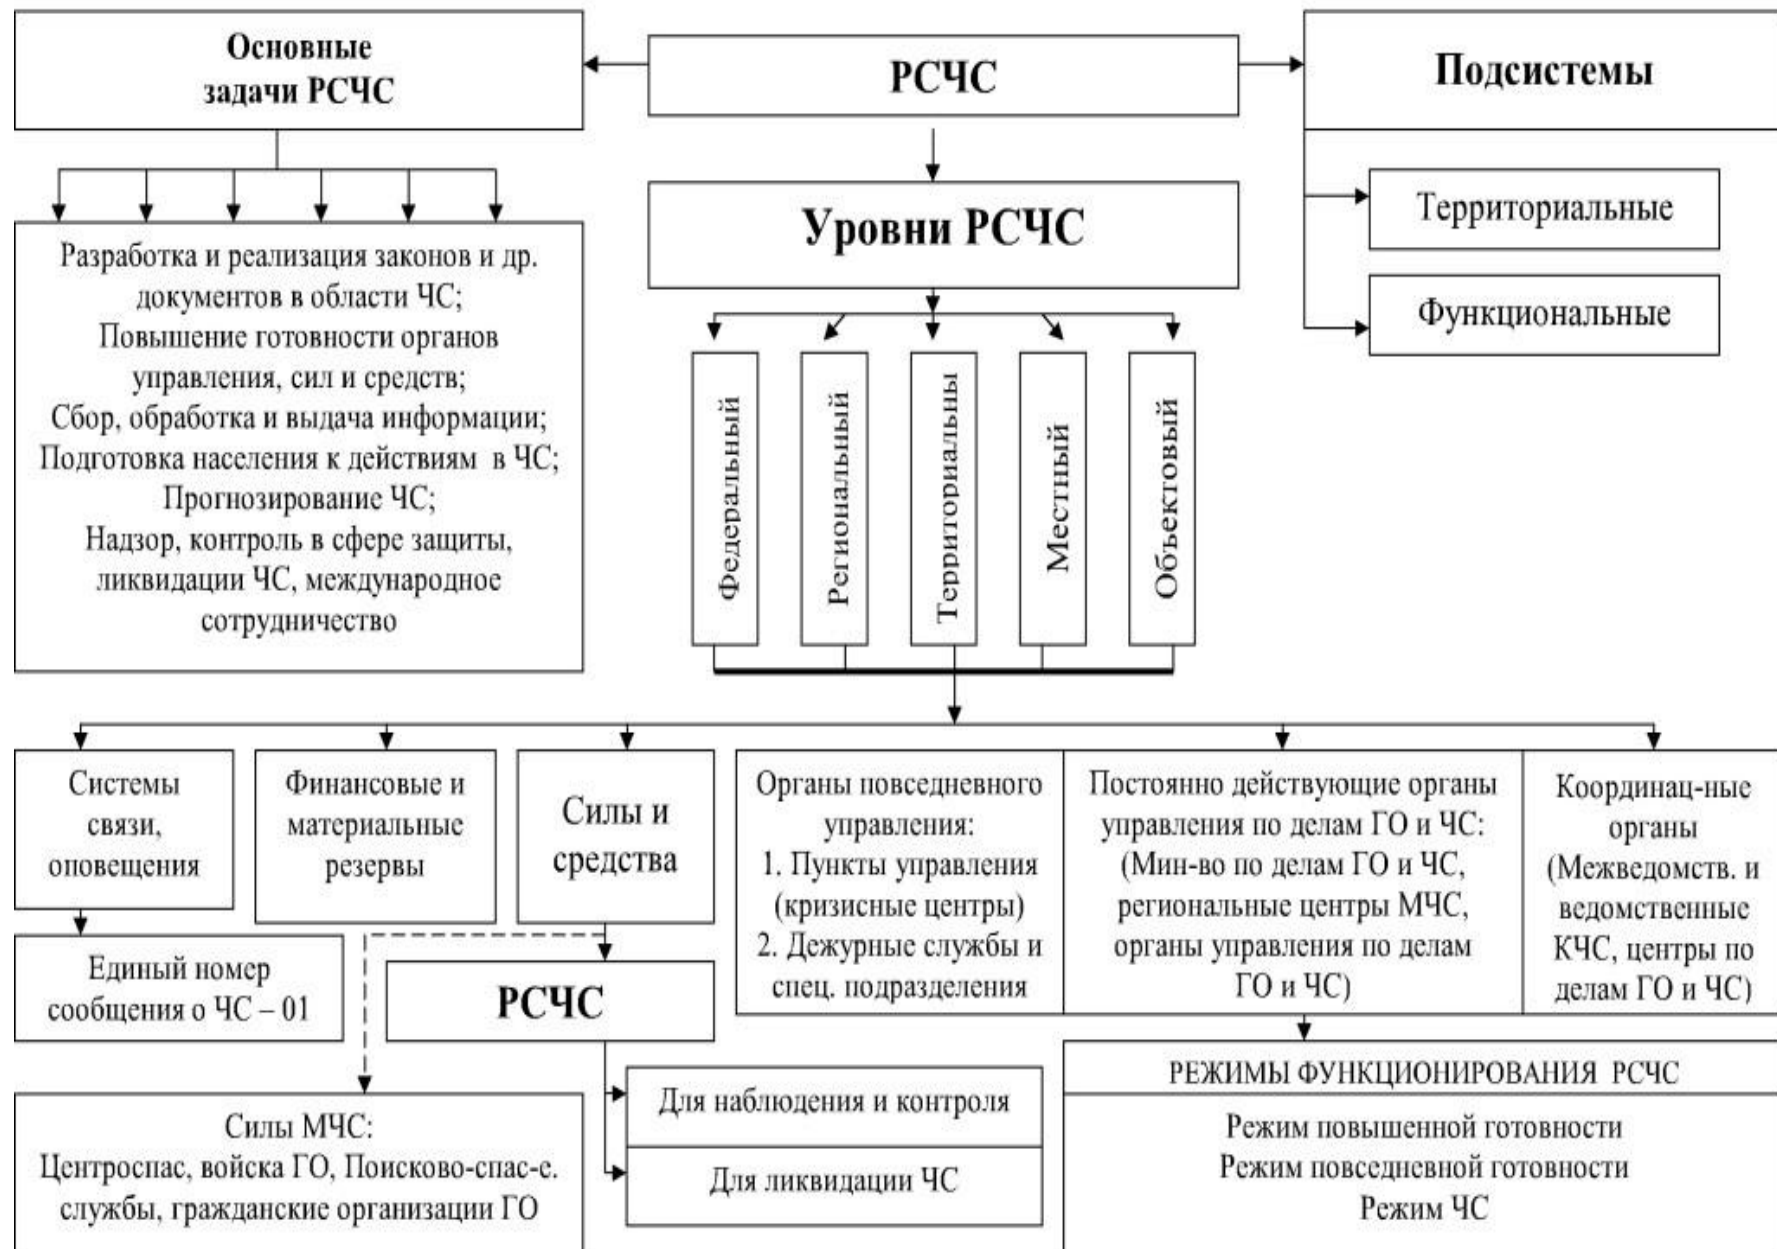 Основные
задачи РСЧС
РСЧС
Подсистемы
Территориальные
Функциональные
Уровни РСЧС
Разработка и реализация законов и др.
документов в области ЧС;
Повышение готовности органов
управления, сил и средств;
Сбор, обработка и выдача информации;
Подготовка населения к действиям в ЧС;
Прогнозирование ЧС;
Надзор, контроль в сфере защиты,
ликвидации ЧС, международное
сотрудничество
Федеральный
Региональный
Территориальны
Местный
Объектовый
Системы
связи,
оповещения
Финансовые и
материальные
резервы
Силы и
средства
Органы повседневного
управления:
1. Пункты управления
(кризисные центры)
2. Дежурные службы и
спец. подразделения
Постоянно действующие органы
управления по делам ГО и ЧС:
(Мин-во по делам ГО и ЧС,
региональные центры МЧС,
органы управления по делам
ГО и ЧС)
Координац-ные
органы
(Межведомств. и
ведомственные
КЧС, центры по
делам ГО и ЧС)
Единый номер
сообщения о ЧС – 01
РСЧС
Для наблюдения и контроля
Для ликвидации ЧС
Силы МЧС:
Центроспас, войска ГО, Поисково-спас-е.
службы, гражданские организации ГО
РЕЖИМЫ ФУНКЦИОНИРОВАНИЯ РСЧС
Режим повышенной готовности
Режим повседневной готовности
Режим ЧС